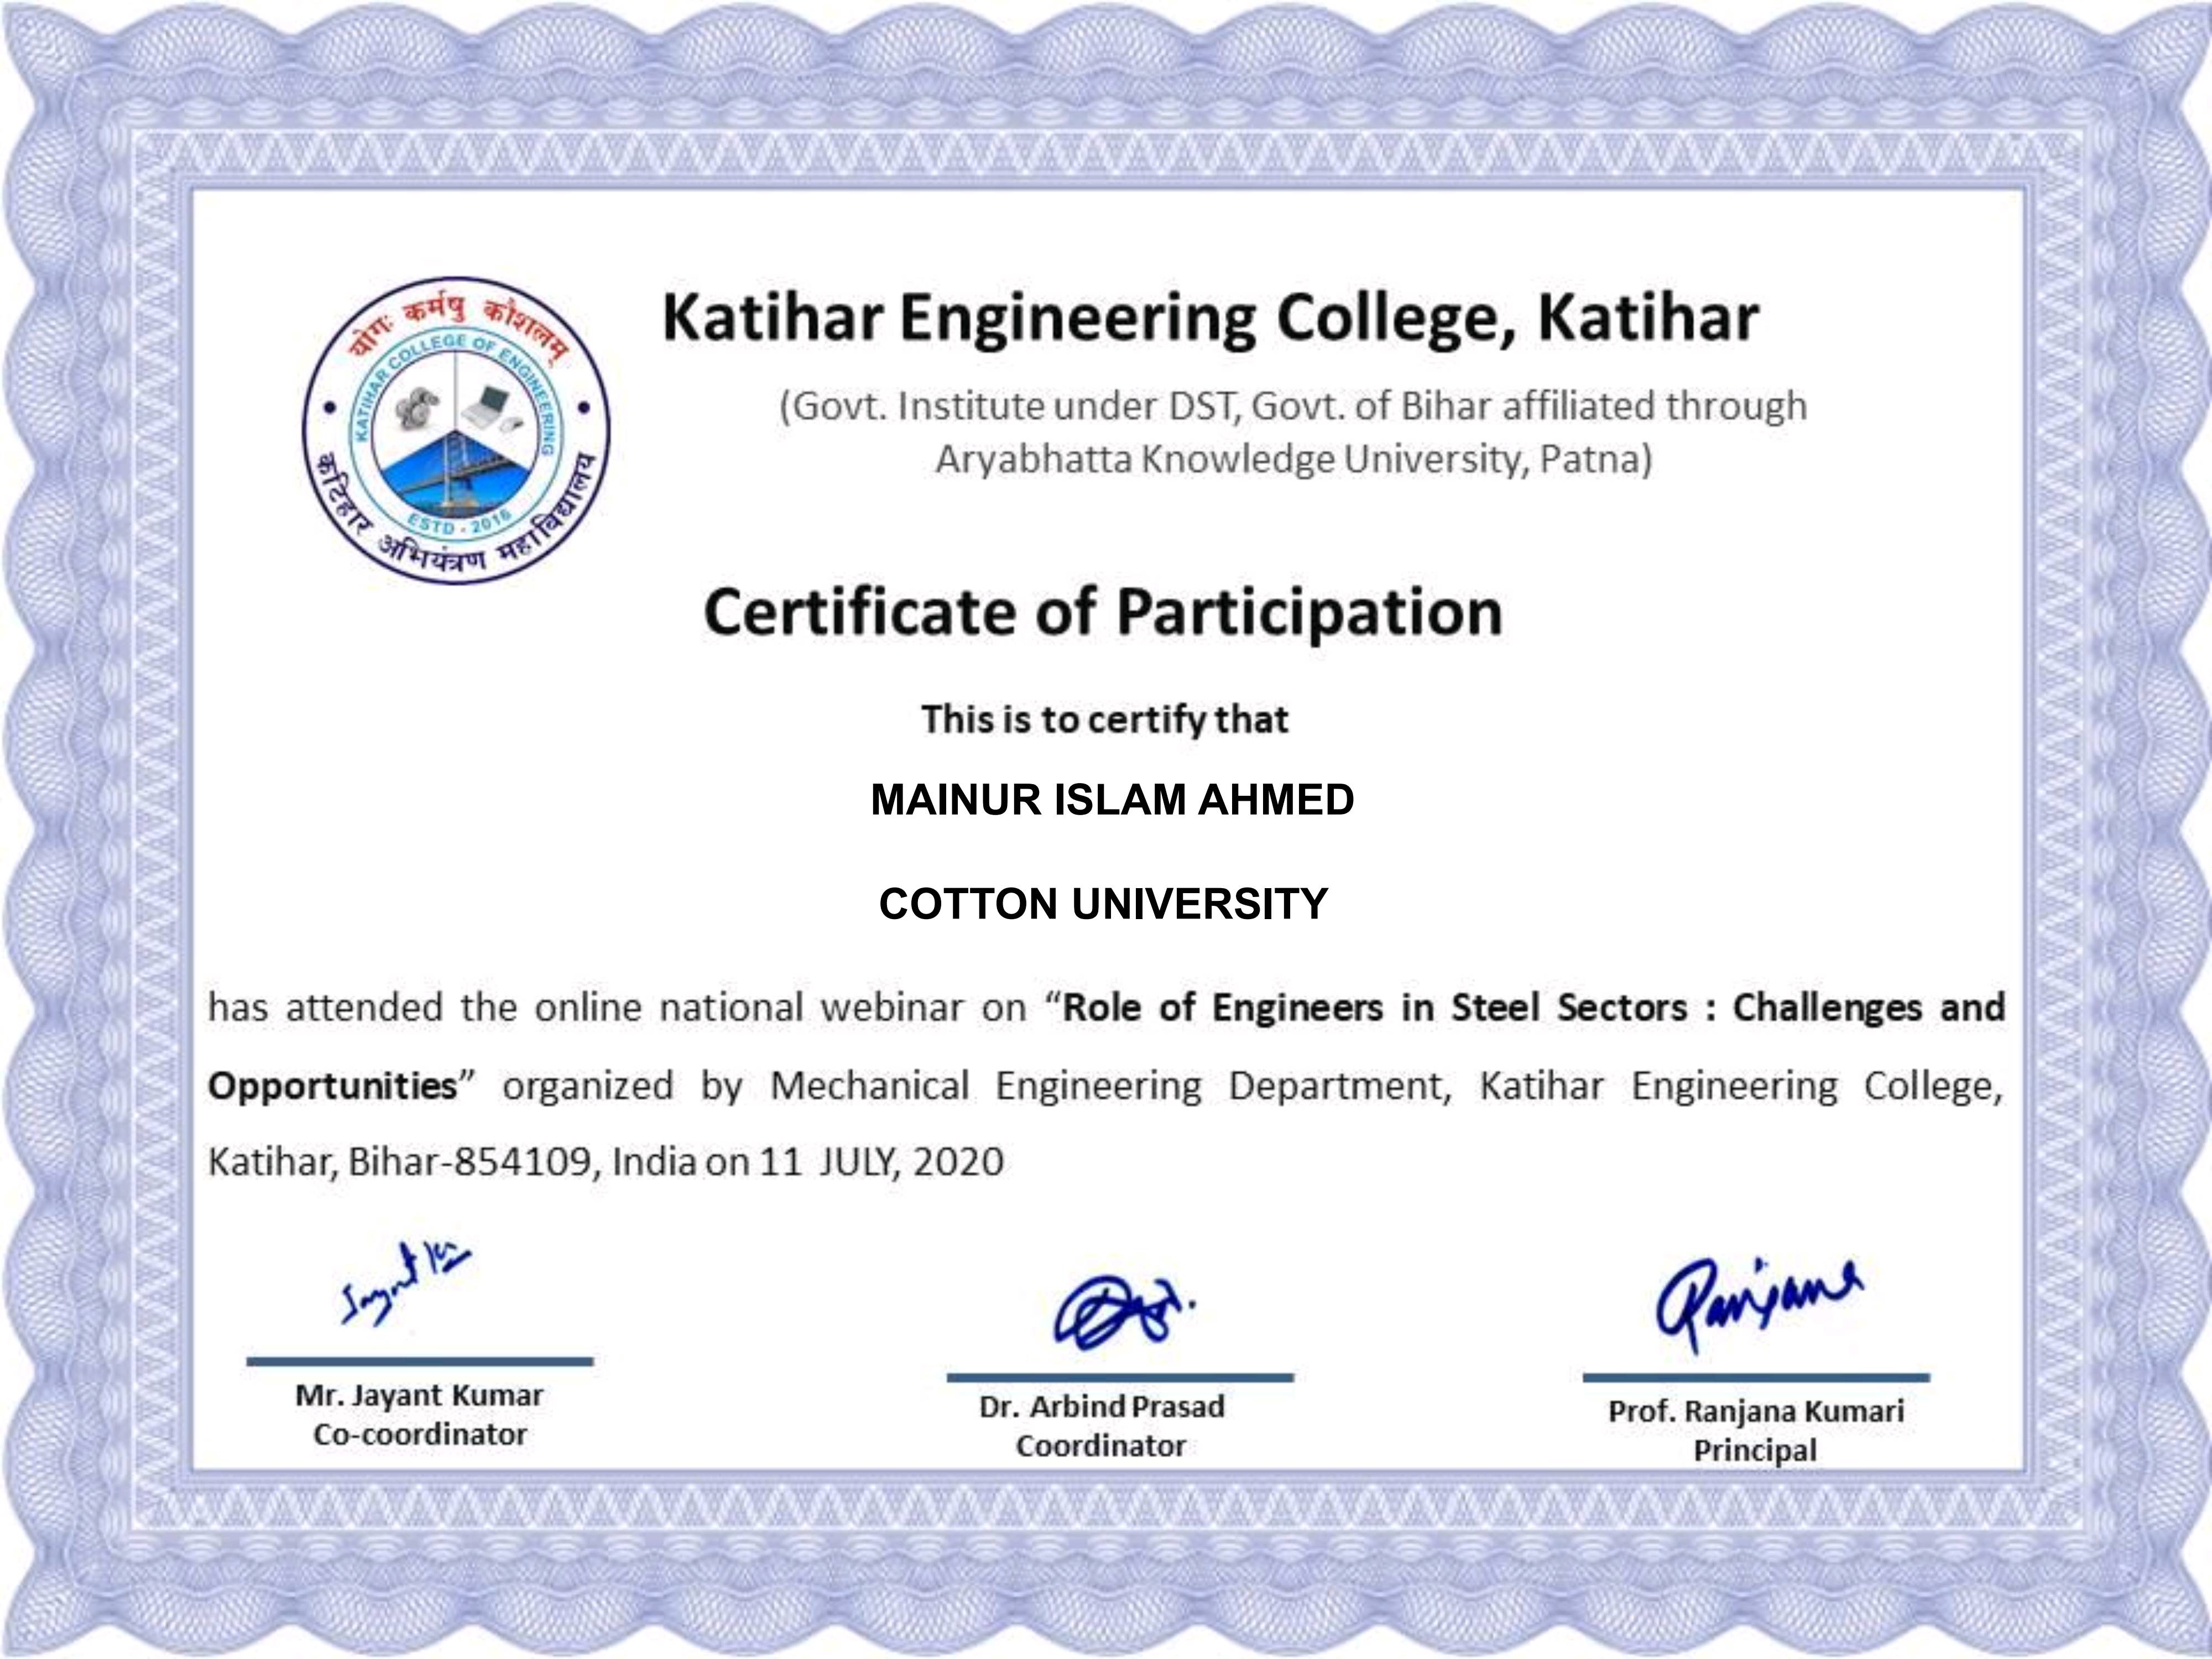 योगः कर्मषु कौशलम्
KATIHAR COLLEGE OF ENGINEERING
ESTD - 2016
कटिहार अभियंत्रण महाविद्यालय
Katihar Engineering College, Katihar
(Govt. Institute under DST, Govt. of Bihar affiliated through
Aryabhatta Knowledge University, Patna)
Certificate of Participation
This is to certify that
MAINUR ISLAM AHMED
COTTON UNIVERSITY
has attended the online national webinar on “Role of Engineers in Steel Sectors : Challenges and
Opportunities” organized by Mechanical Engineering Department, Katihar Engineering College,
Katihar, Bihar-854109, India on 11 JULY, 2020
Ranjana
Mr. Jayant Kumar
Co-coordinator
Dr. Arbind Prasad
Coordinator
Prof. Ranjana Kumari
Principal